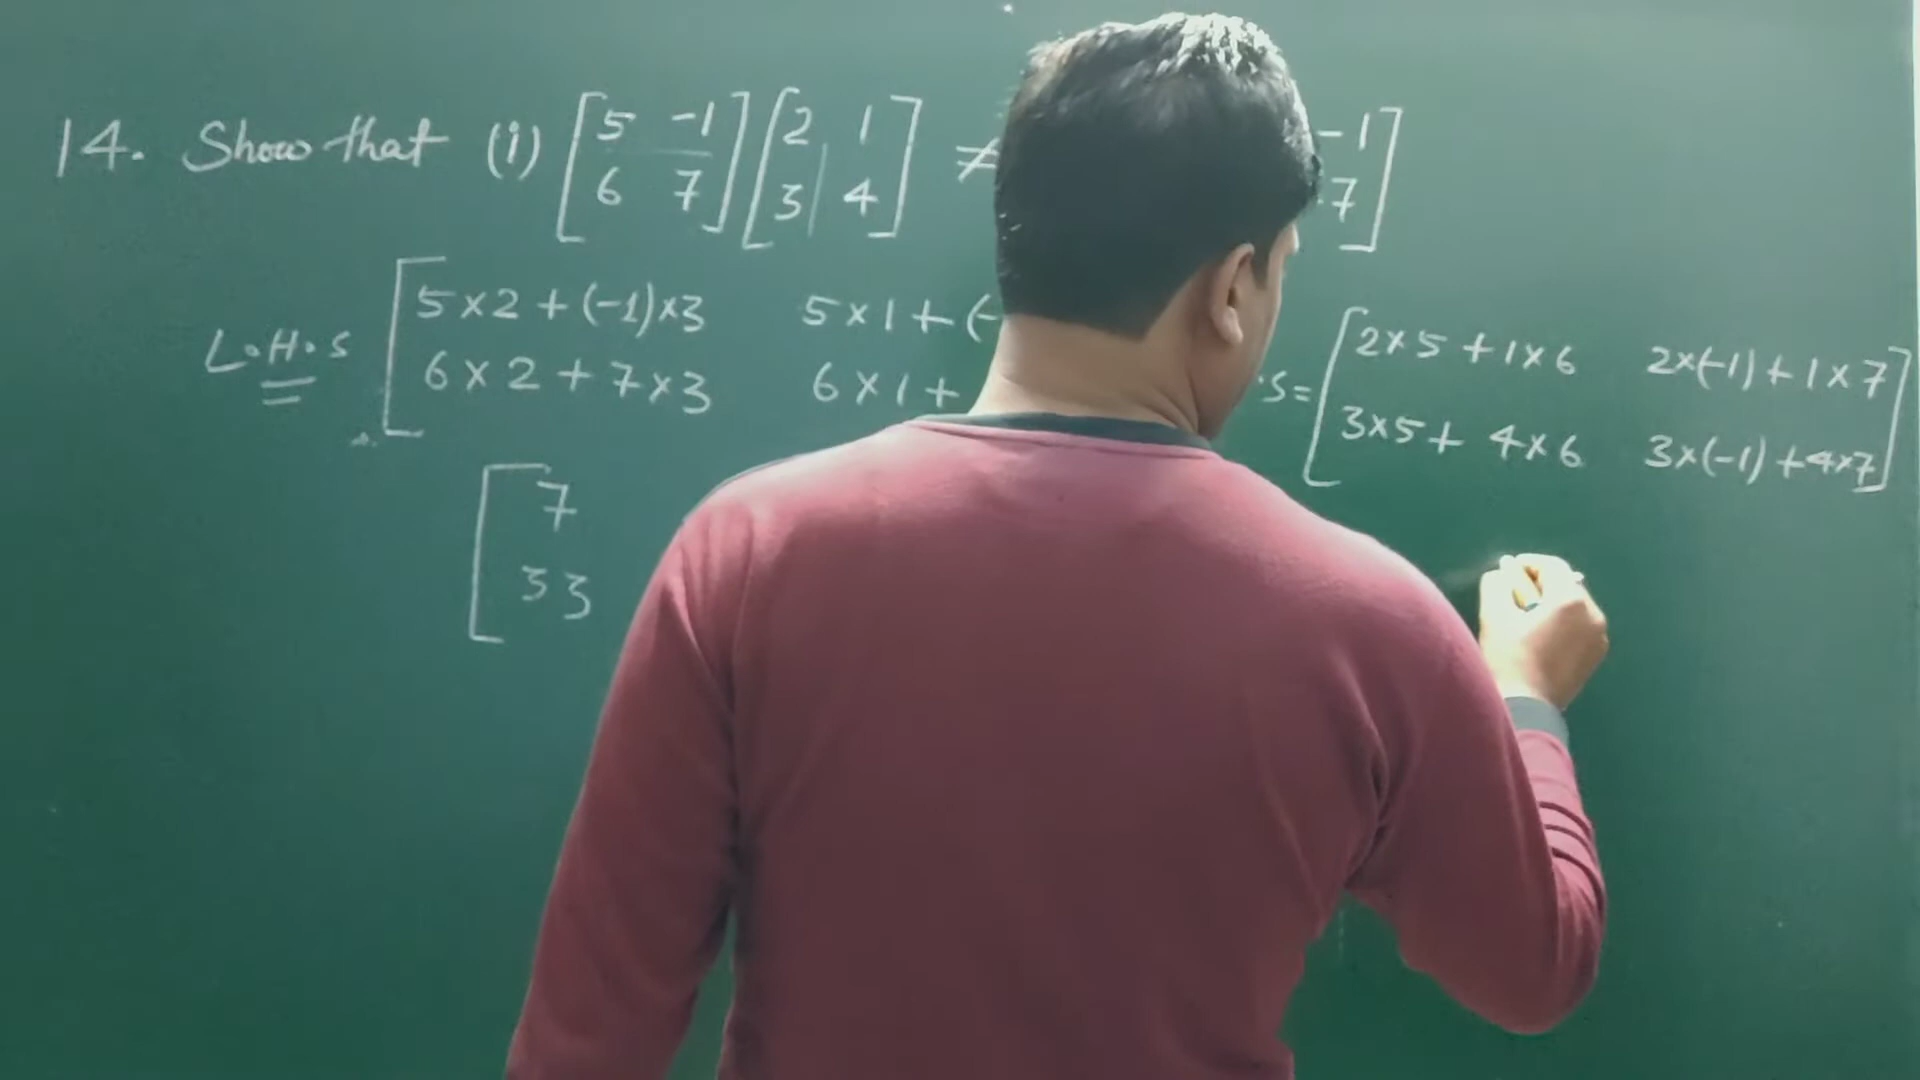 14. Show that (i) [5 -1] [2 1] ≠ -1]
[6 7] [3 4] 7]
L.H.S [5×2+(-1)×3 5×1+(- .S= [2×5+1×6 2×(-1)+1×7]
[6×2+7×3 6×1+ [3×5+ 4×6 3×(-1)+4×7]
[7
[33